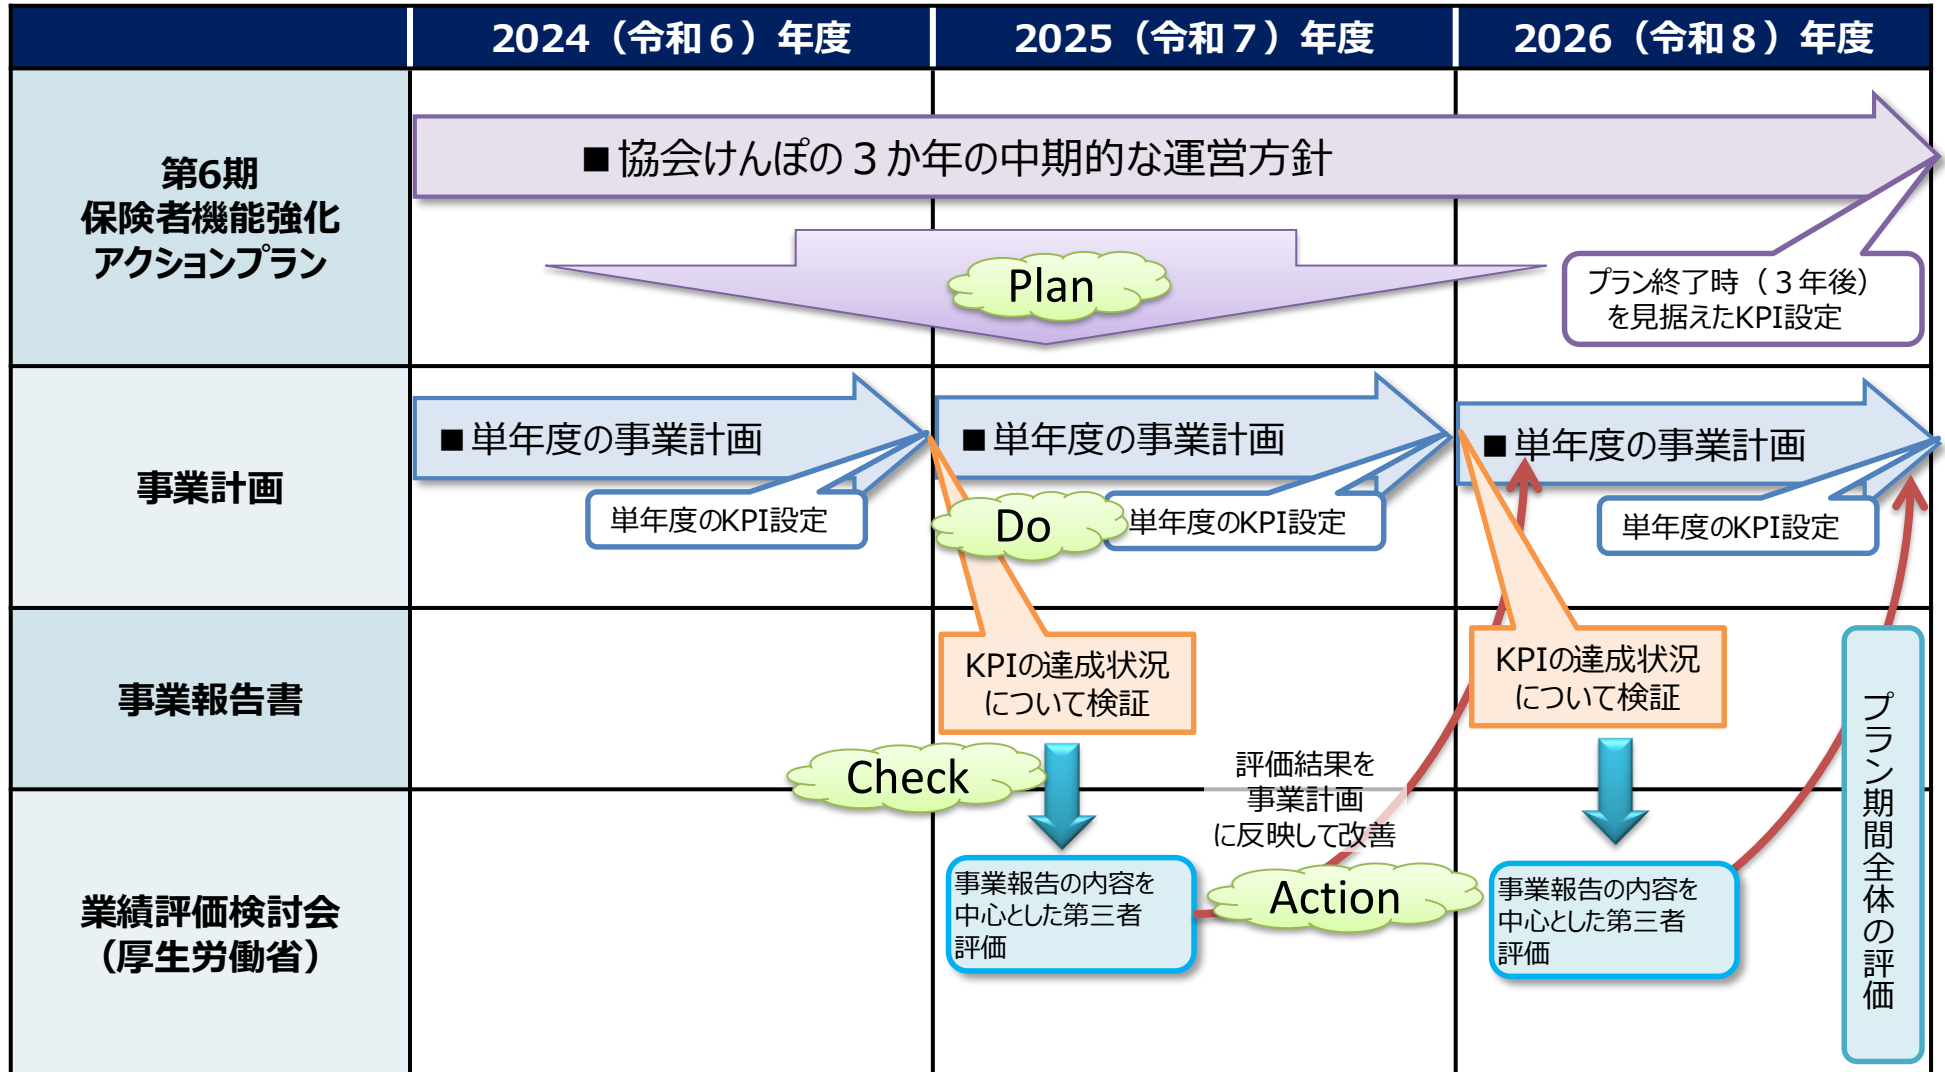 2024（令和６）年度
2025（令和７）年度
2026（令和８）年度
第6期
保険者機能強化
アクションプラン
■ 協会けんぽの３か年の中期的な運営方針
Plan
プラン終了時（３年後）
を見据えたKPI設定
事業計画
■ 単年度の事業計画
単年度のKPI設定
■ 単年度の事業計画
Do
単年度のKPI設定
■ 単年度の事業計画
単年度のKPI設定
事業報告書
KPIの達成状況
について検証
KPIの達成状況
について検証
Check
評価結果を
事業計画
に反映して改善
プラン期間全体の評価
業績評価検討会
（厚生労働省）
事業報告の内容を
中心とした第三者
評価
Action
事業報告の内容を
中心とした第三者
評価